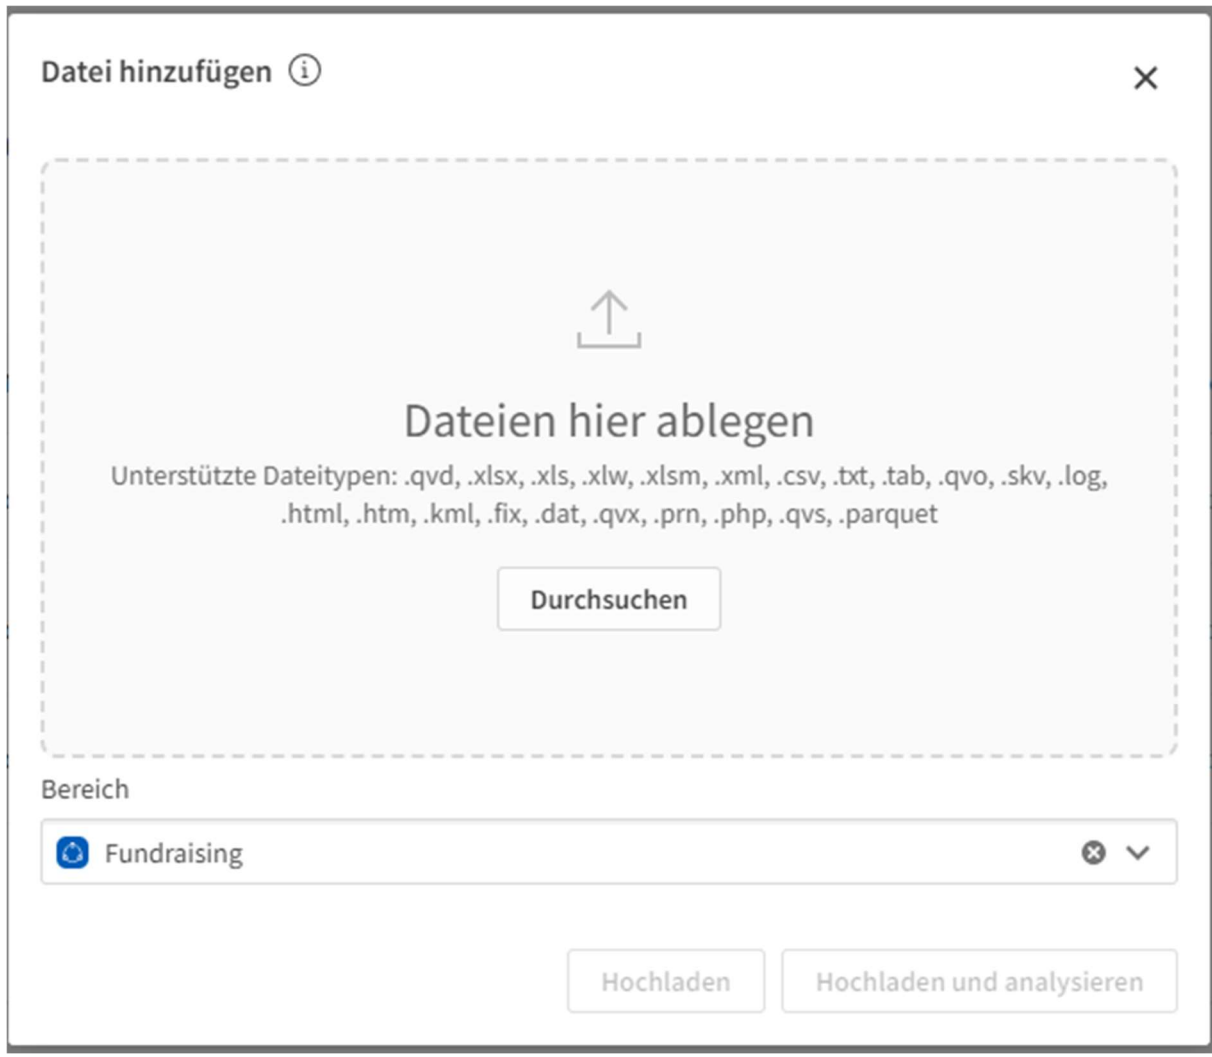 Datei hinzufügen
Dateien hier ablegen
Unterstützte Dateitypen: .qvd, .xlsx, .xls, .xlw, .xlsm, .xml, .csv, .txt, .tab, .qvo, .skv, .log,
.html, .htm, .kml, .fix, .dat, .qvx, .prn, .php, .qvs, .parquet
Durchsuchen
Bereich
Fundraising
Hochladen
Hochladen und analysieren